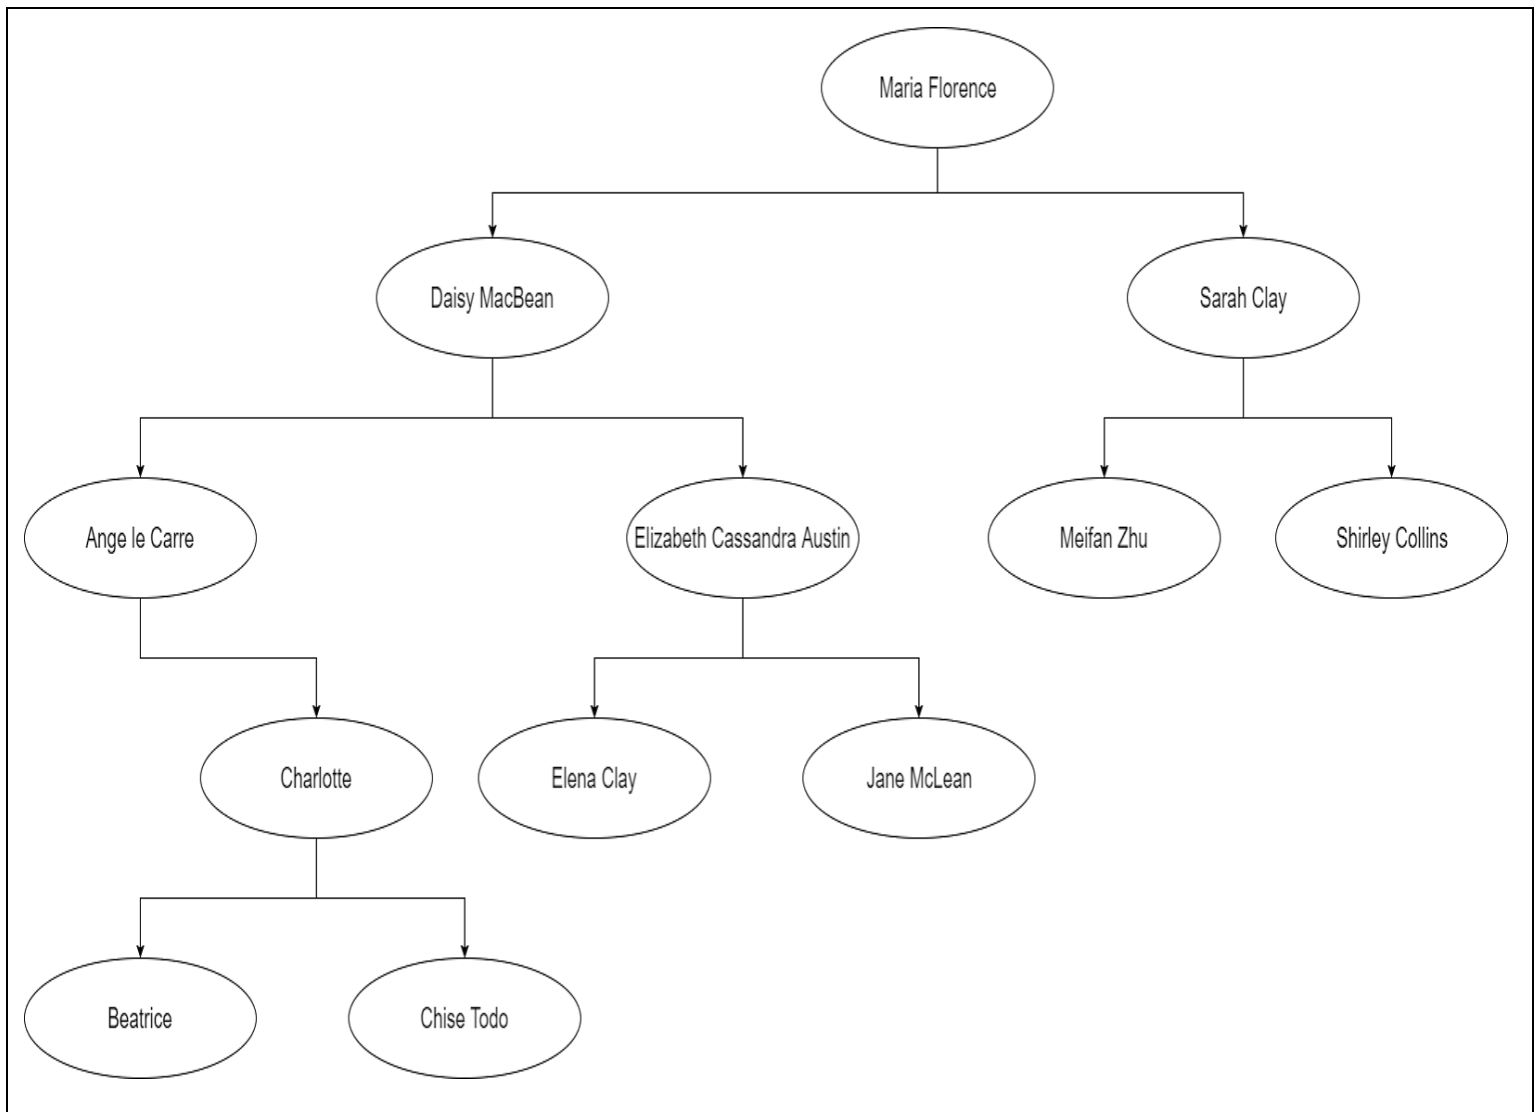 Maria Florence
Daisy MacBean
Sarah Clay
Ange le Carre
Elizabeth Cassandra Austin
Meifan Zhu
Shirley Collins
Charlotte
Elena Clay
Jane McLean
Beatrice
Chise Todo